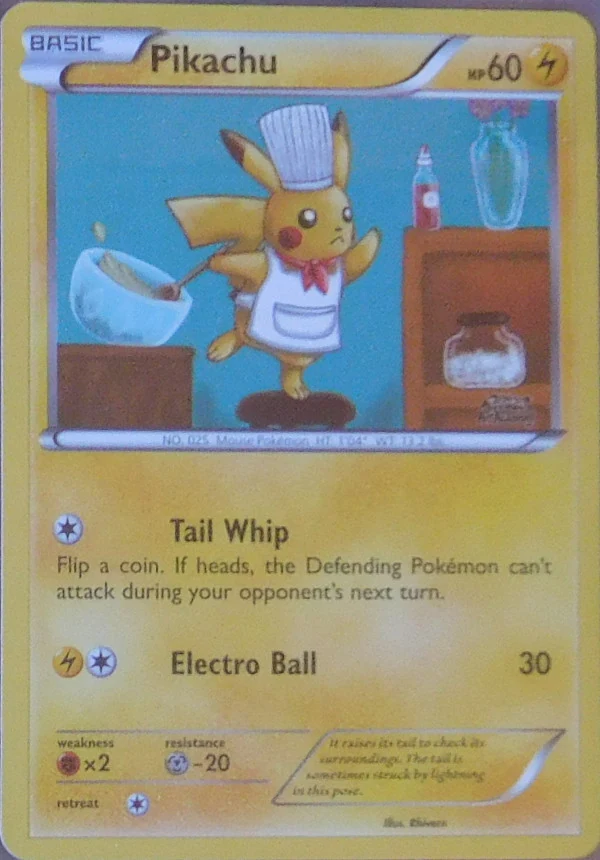 BASIC
Pikachu
HP60
NO. 025 Mouse Pokémon HT: 1'04" WT: 13.2 lbs.
Tail Whip
Flip a coin. If heads, the Defending Pokémon can't
attack during your opponent's next turn.
Electro Ball 30
weakness
×2
resistance
-20
It raises its tail to check its
surroundings. The tail is
sometimes struck by lightning
in this pose.
retreat
Illus.